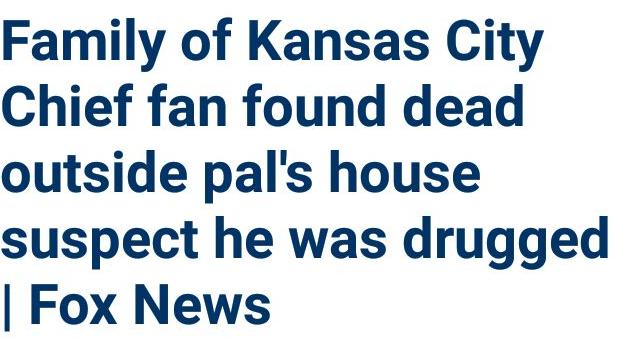 Family of Kansas City
Chief fan found dead
outside pal's house
suspect he was drugged
| Fox News